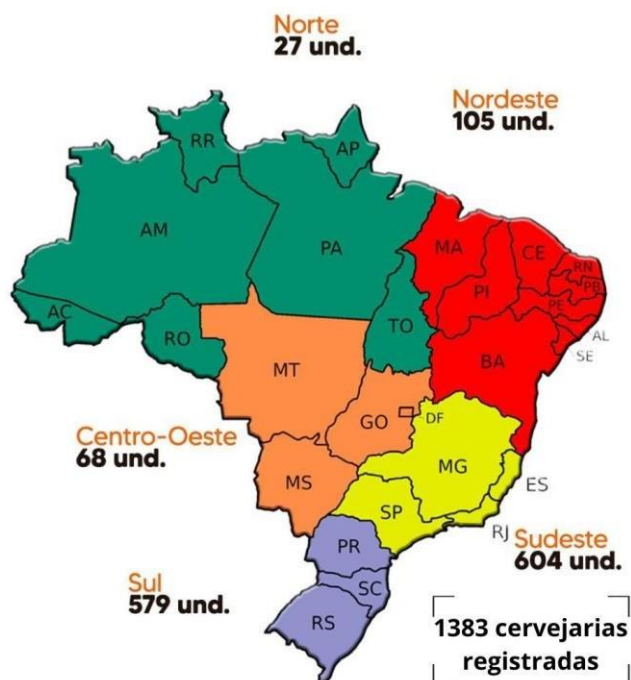 Norte
27 und.
Nordeste
105 und.
RR
AP
AM
PA
MA
CE
RN
PB
PI
PE
AC
TO
AL
RO
SE
BA
MT
GO
DF
Centro-Oeste
68 und.
MG
MS
ES
SP
RJ
Sudeste
604 und.
PR
Sul
579 und.
SC
RS
1383 cervejarias
registradas